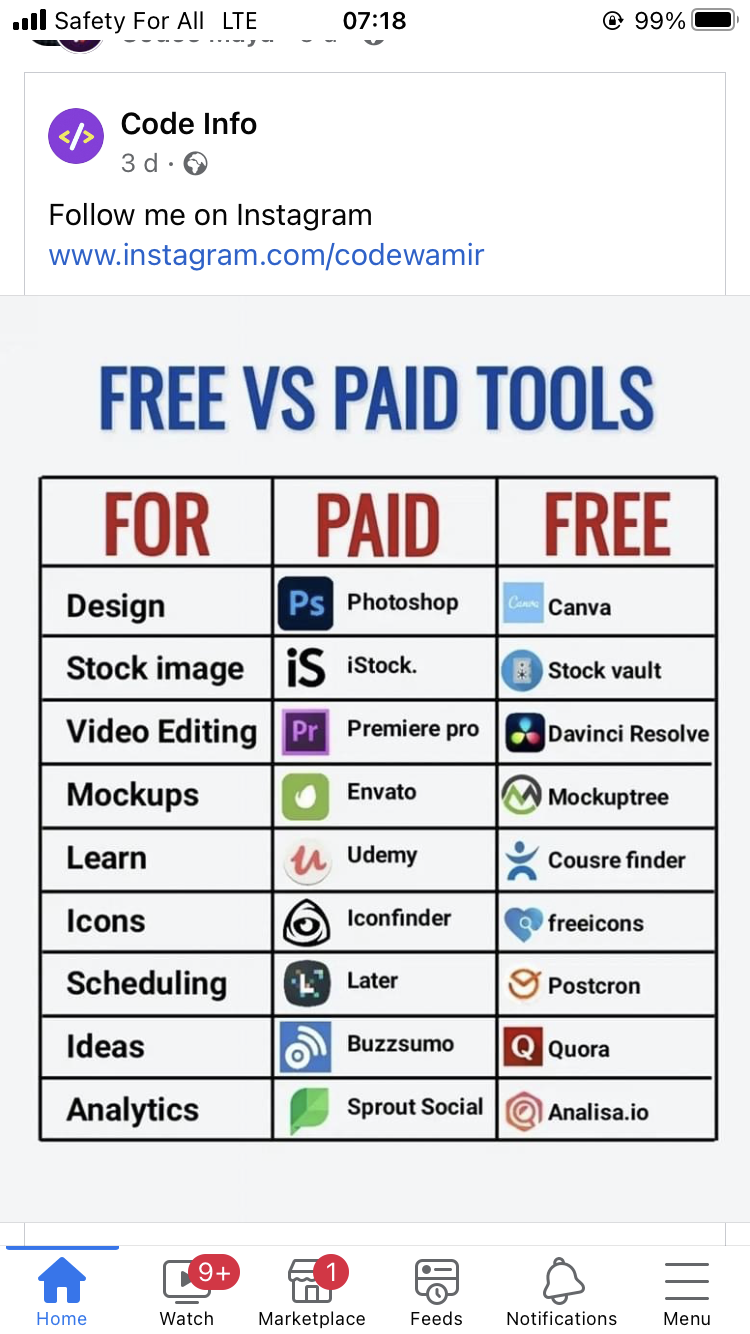 Safety For All LTE 07:18 99%
Code Info
3 d ·
Follow me on Instagram
www.instagram.com/codewamir
FREE VS PAID TOOLS
FOR PAID FREE
Design Ps Photoshop Canva Canva
Stock image iS iStock. Stock vault
Video Editing Pr Premiere pro Davinci Resolve
Mockups Envato Mockuptree
Learn u Udemy Cousre finder
Icons Iconfinder freeicons
Scheduling L Later Postcron
Ideas Buzzsumo Q Quora
Analytics Sprout Social Analisa.io
9+ 1
Home Watch Marketplace Feeds Notifications Menu